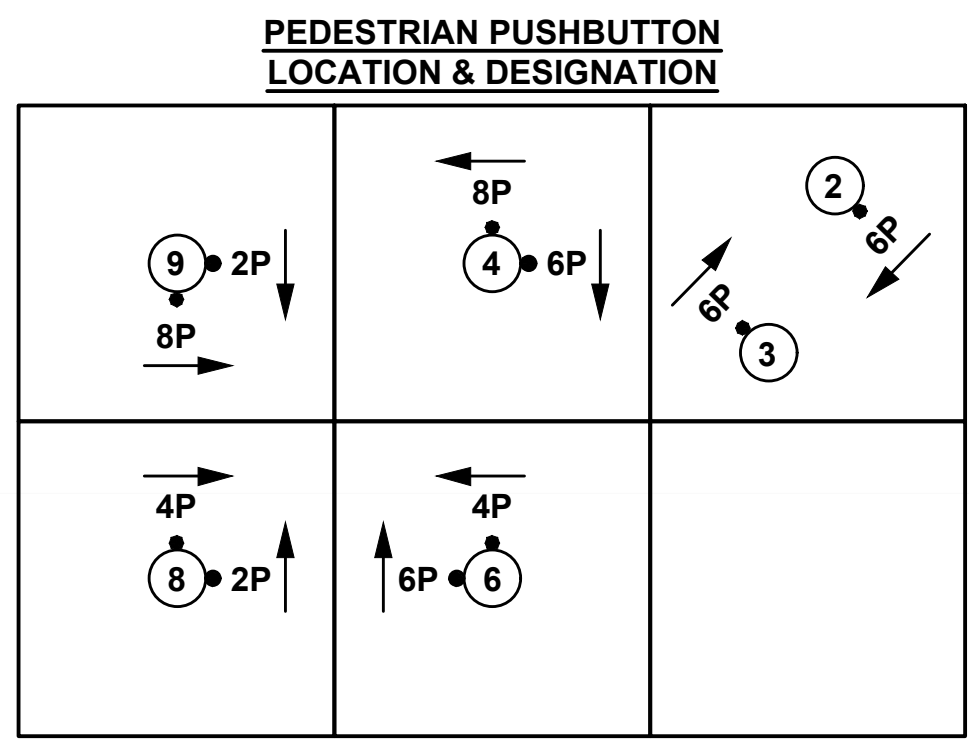 PEDESTRIAN PUSHBUTTON
LOCATION & DESIGNATION
9 2P
8P
8P
4 6P
2
6P
6P
3
4P
8 2P
4P
6P 6